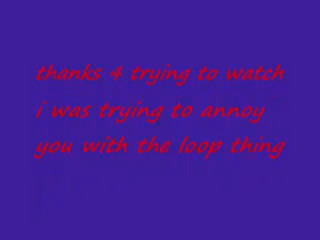 thanks 4 trying to watch
i was trying to annoy
you with the loop thing